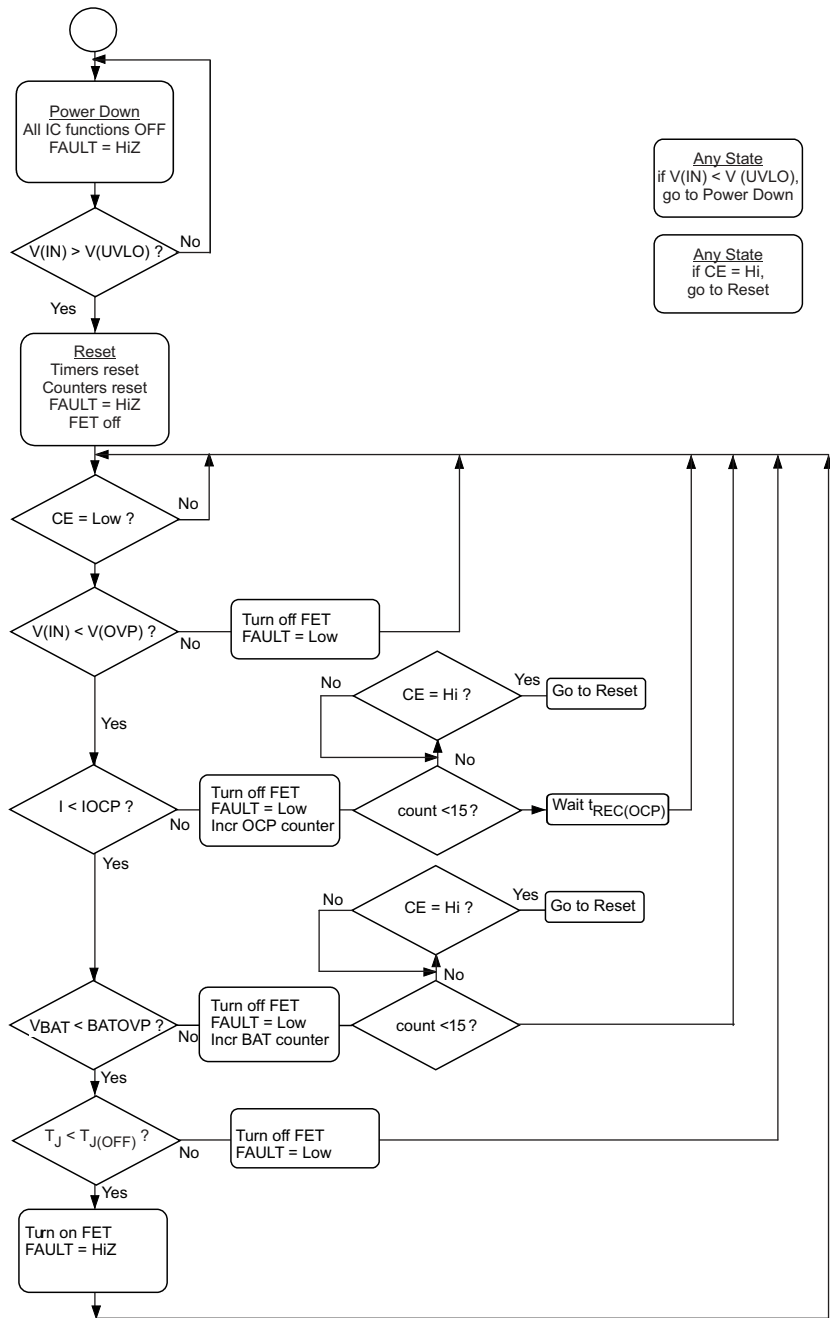 Power Down
All IC functions OFF
FAULT = HiZ
V(IN) > V(UVLO) ?
No
Yes
Any State
if V(IN) < V (UVLO),
go to Power Down
Any State
if CE = Hi,
go to Reset
Reset
Timers reset
Counters reset
FAULT = HiZ
FET off
CE = Low ?
No
V(IN) < V(OVP) ?
No
Turn off FET
FAULT = Low
Yes
No
CE = Hi ?
Yes
Go to Reset
No
I < IOCP ?
No
Turn off FET
FAULT = Low
Incr OCP counter
count <15 ?
Wait tREC(OCP)
Yes
No
CE = Hi ?
Yes
Go to Reset
No
VBAT < BATOVP ?
No
Turn off FET
FAULT = Low
Incr BAT counter
count <15 ?
Yes
TJ < TJ(OFF) ?
No
Turn off FET
FAULT = Low
Yes
Turn on FET
FAULT = HiZ